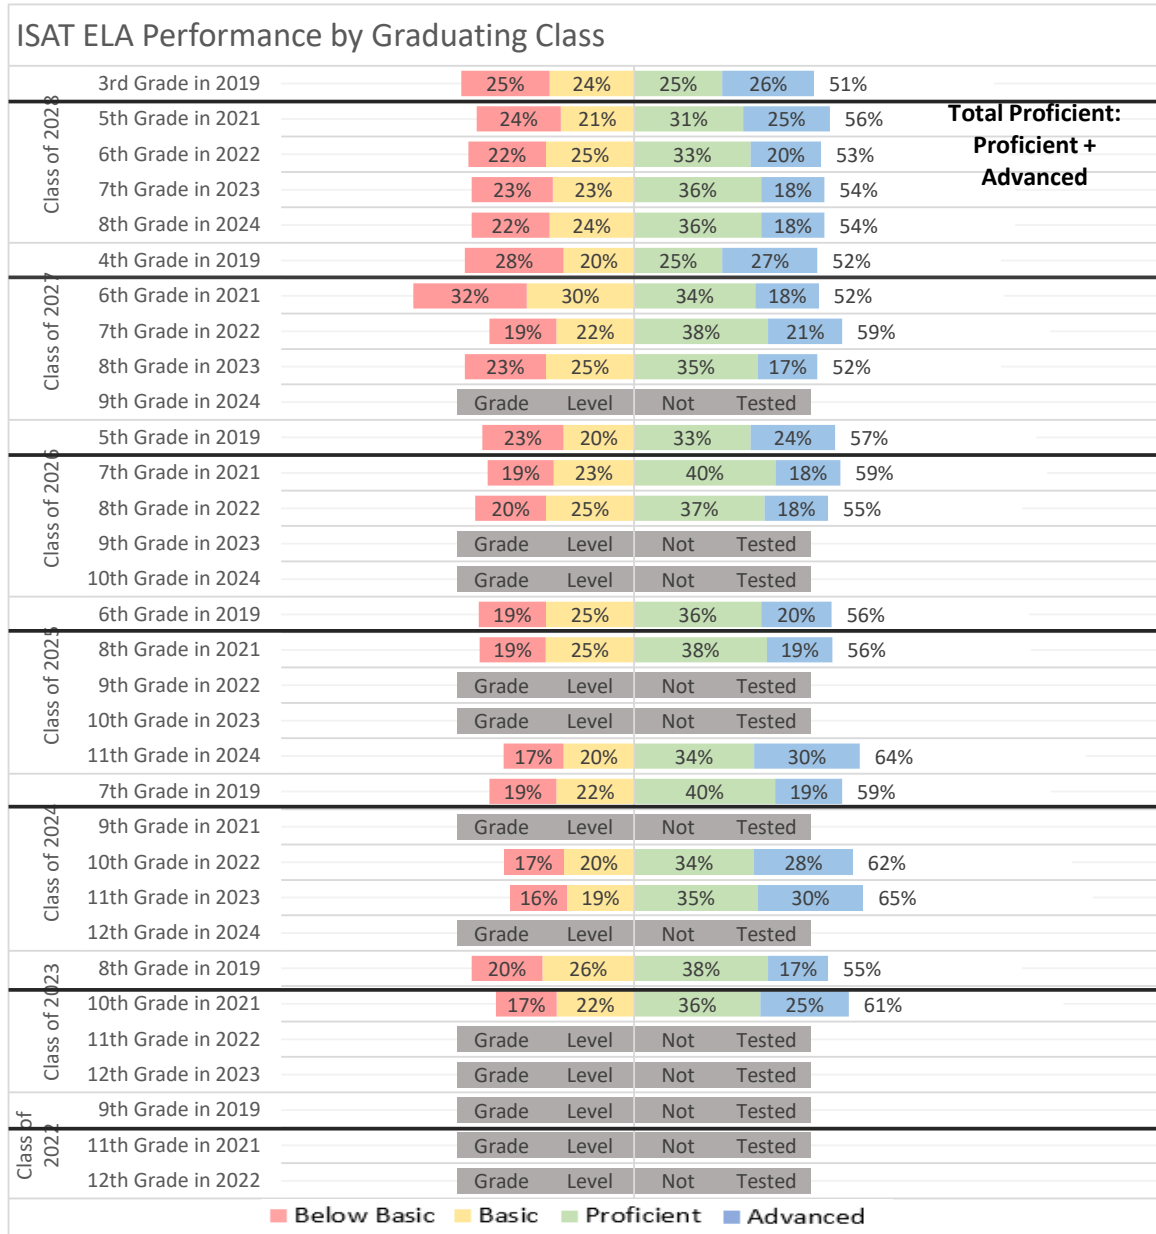 ISAT ELA Performance by Graduating Class
Total Proficient:
Proficient +
Advanced
Class of 2028
3rd Grade in 2019 25% 24% 25% 26% 51%
5th Grade in 2021 24% 21% 31% 25% 56%
6th Grade in 2022 22% 25% 33% 20% 53%
7th Grade in 2023 23% 23% 36% 18% 54%
8th Grade in 2024 22% 24% 36% 18% 54%
Class of 2027
4th Grade in 2019 28% 20% 25% 27% 52%
6th Grade in 2021 32% 30% 34% 18% 52%
7th Grade in 2022 19% 22% 38% 21% 59%
8th Grade in 2023 23% 25% 35% 17% 52%
9th Grade in 2024 Grade Level Not Tested
Class of 2026
5th Grade in 2019 23% 20% 33% 24% 57%
7th Grade in 2021 19% 23% 40% 18% 59%
8th Grade in 2022 20% 25% 37% 18% 55%
9th Grade in 2023 Grade Level Not Tested
10th Grade in 2024 Grade Level Not Tested
Class of 2025
6th Grade in 2019 19% 25% 36% 20% 56%
8th Grade in 2021 19% 25% 38% 19% 56%
9th Grade in 2022 Grade Level Not Tested
10th Grade in 2023 Grade Level Not Tested
11th Grade in 2024 17% 20% 34% 30% 64%
Class of 2024
7th Grade in 2019 19% 22% 40% 19% 59%
9th Grade in 2021 Grade Level Not Tested
10th Grade in 2022 17% 20% 34% 28% 62%
11th Grade in 2023 16% 19% 35% 30% 65%
12th Grade in 2024 Grade Level Not Tested
Class of 2023
8th Grade in 2019 20% 26% 38% 17% 55%
10th Grade in 2021 17% 22% 36% 25% 61%
11th Grade in 2022 Grade Level Not Tested
12th Grade in 2023 Grade Level Not Tested
Class of
2022
9th Grade in 2019 Grade Level Not Tested
11th Grade in 2021 Grade Level Not Tested
12th Grade in 2022 Grade Level Not Tested
Below Basic Basic Proficient Advanced